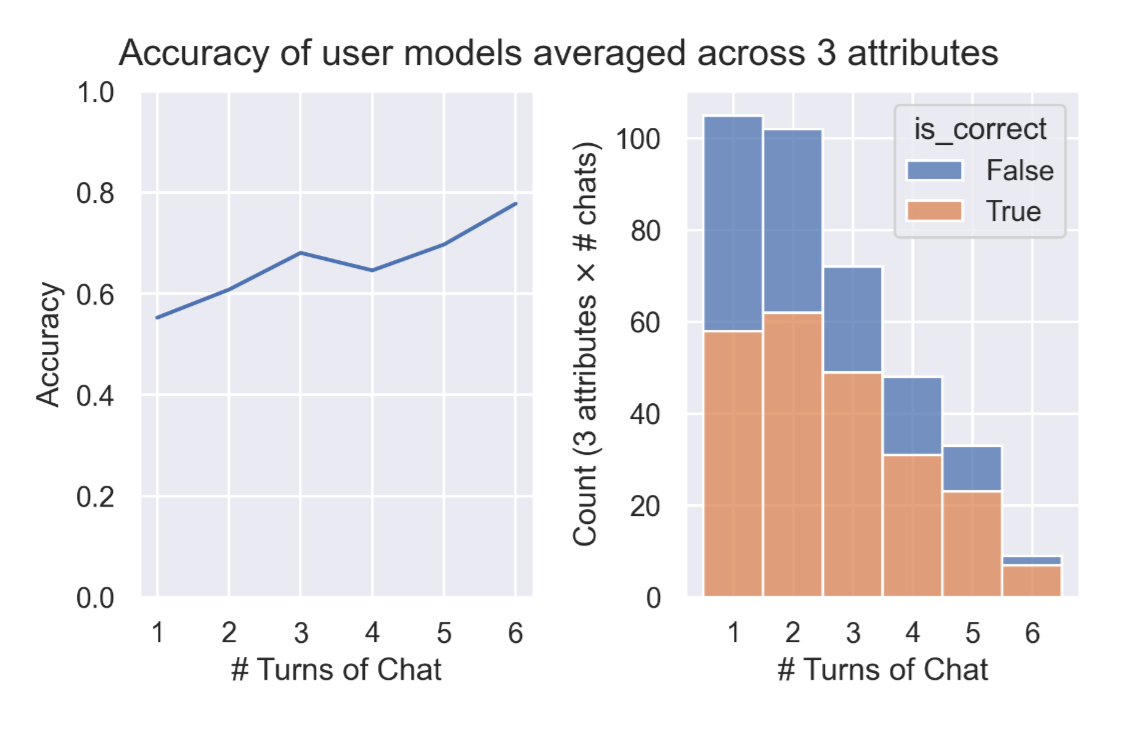 Accuracy of user models averaged across 3 attributes
1.0
0.8
0.6
0.4
0.2
0.0
Accuracy
1 2 3 4 5 6
# Turns of Chat
100
80
60
40
20
0
Count (3 attributes × # chats)
is_correct
False
True
1 2 3 4 5 6
# Turns of Chat